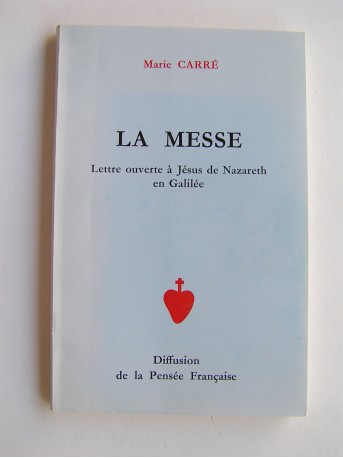 Marie CARRÉ
LA MESSE
Lettre ouverte à Jésus de Nazareth
en Galilée
Diffusion
de la Pensée Française